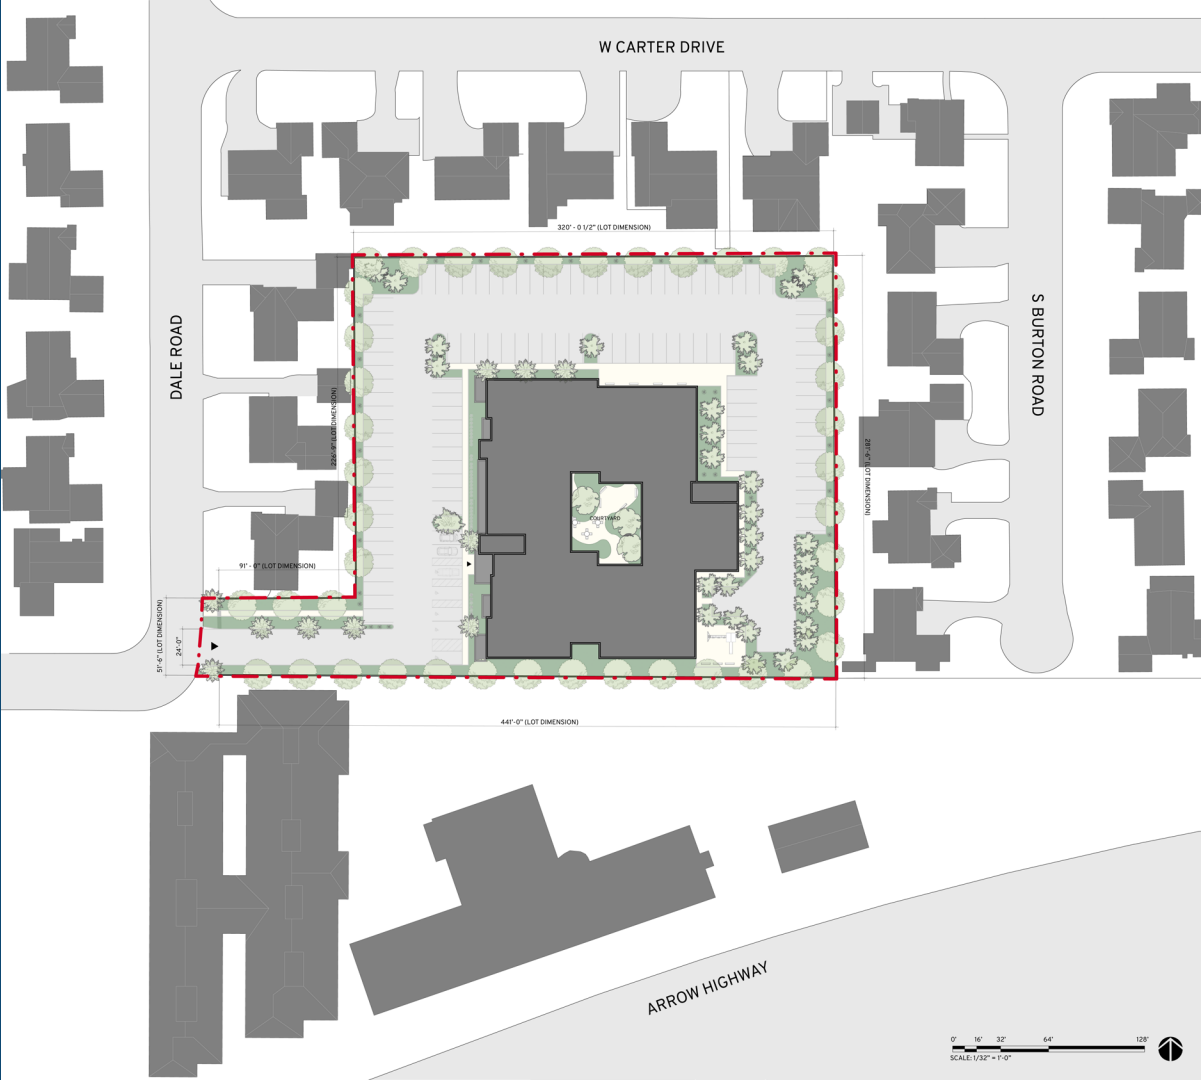 W CARTER DRIVE
320' - 0 1/2" (LOT DIMENSION)
DALE ROAD
S BURTON ROAD
226'-9" (LOT DIMENSION)
281'-6" (LOT DIMENSION)
COURTYARD
91' - 0" (LOT DIMENSION)
51'-6" (LOT DIMENSION)
24'-0"
441'-0" (LOT DIMENSION)
ARROW HIGHWAY
0' 16' 32' 64' 128'
SCALE: 1/32" = 1'-0"